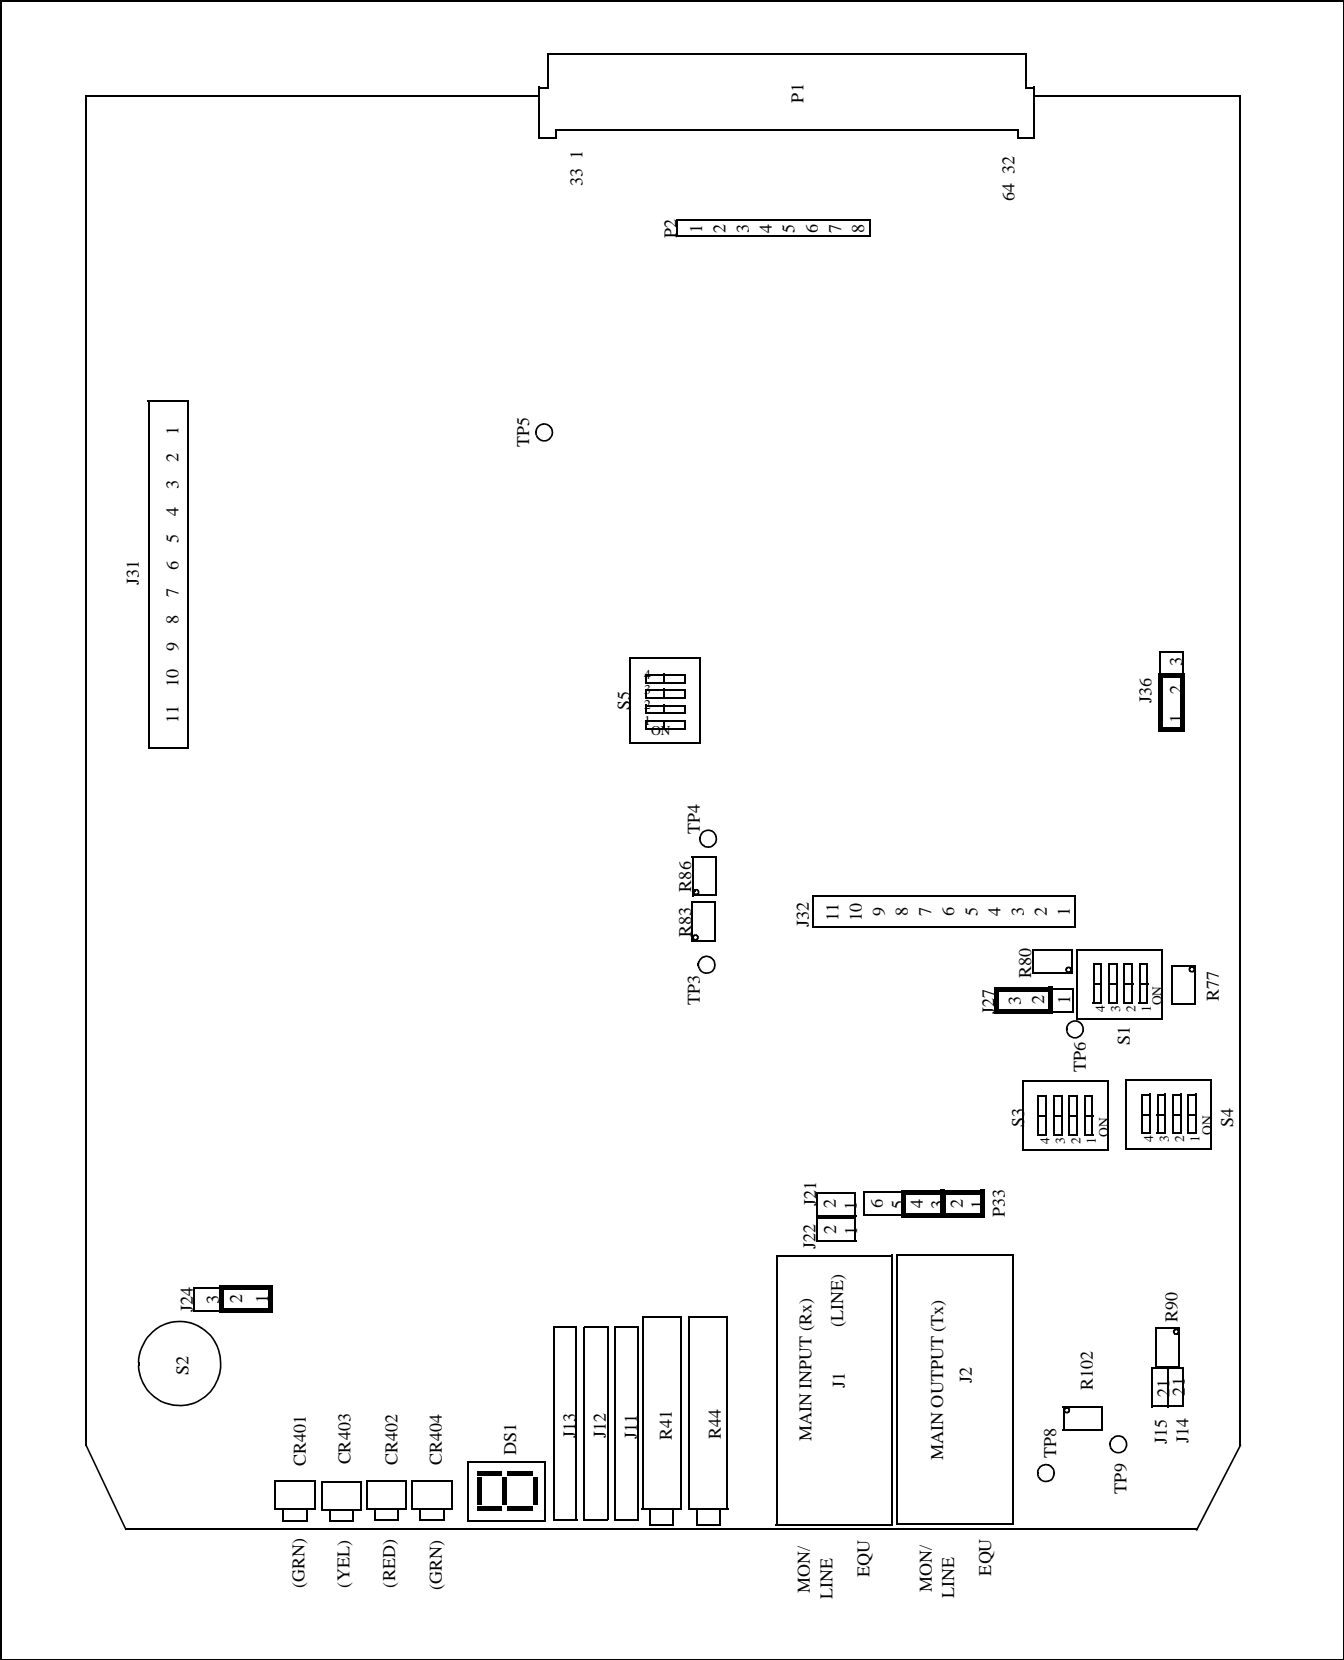 P1
33 1
64 32
P2
1 2 3 4 5 6 7 8
TP5
J31
11 10 9 8 7 6 5 4 3 2 1
S5
1 2 3 4
ON
J36
1 2 3
TP4
R86
R83
TP3
J32
11 10 9 8 7 6 5 4 3 2 1
R80
J27
3 2 1
4 3 2 1
ON
S1
R77
TP6
S3
4 3 2 1
ON
4 3 2 1
ON
S4
J21
2 1
J22
2 1
6 5 4 3 2 1
P33
J24
3 2 1
S2
CR401
CR403
CR402
CR404
DS1
J13
J12
J11
R41
R44
MAIN INPUT (Rx)
(LINE)
J1
MAIN OUTPUT (Tx)
J2
R102
R90
TP8
TP9
21
21
J15
J14
(GRN)
(YEL)
(RED)
(GRN)
MON/
LINE
EQU
MON/
LINE
EQU